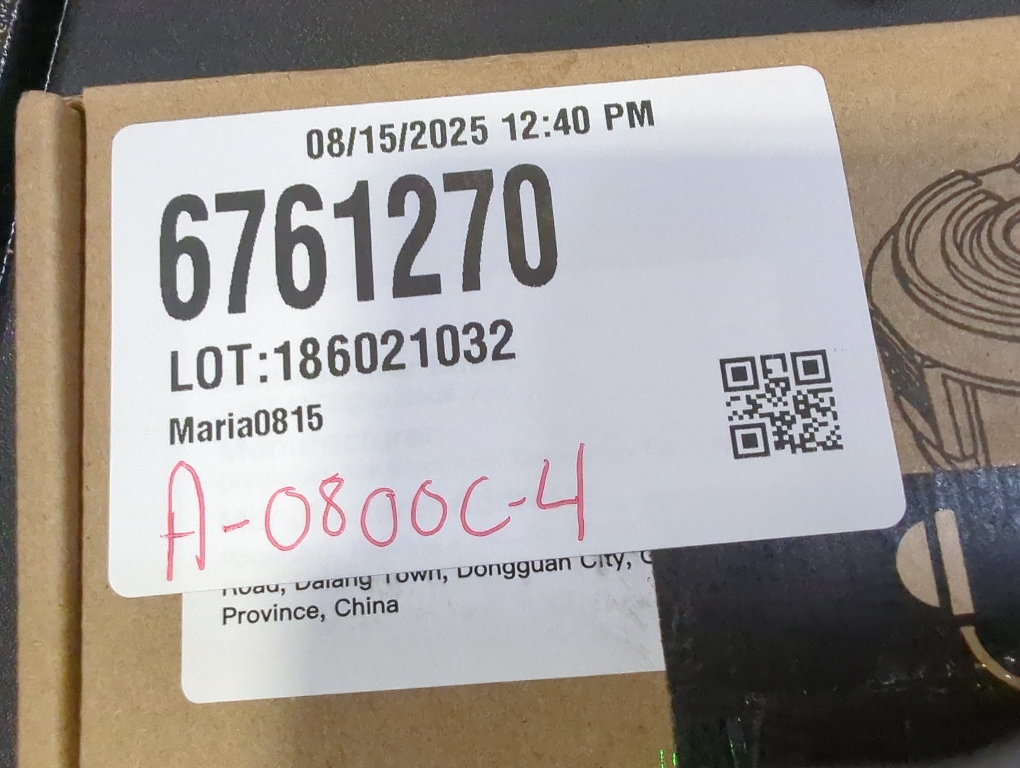 08/15/2025 12:40 PM
6761270
LOT:186021032
Maria0815
A-0800C-4
Road, Dalang Town, Dongguan City,
Province, China